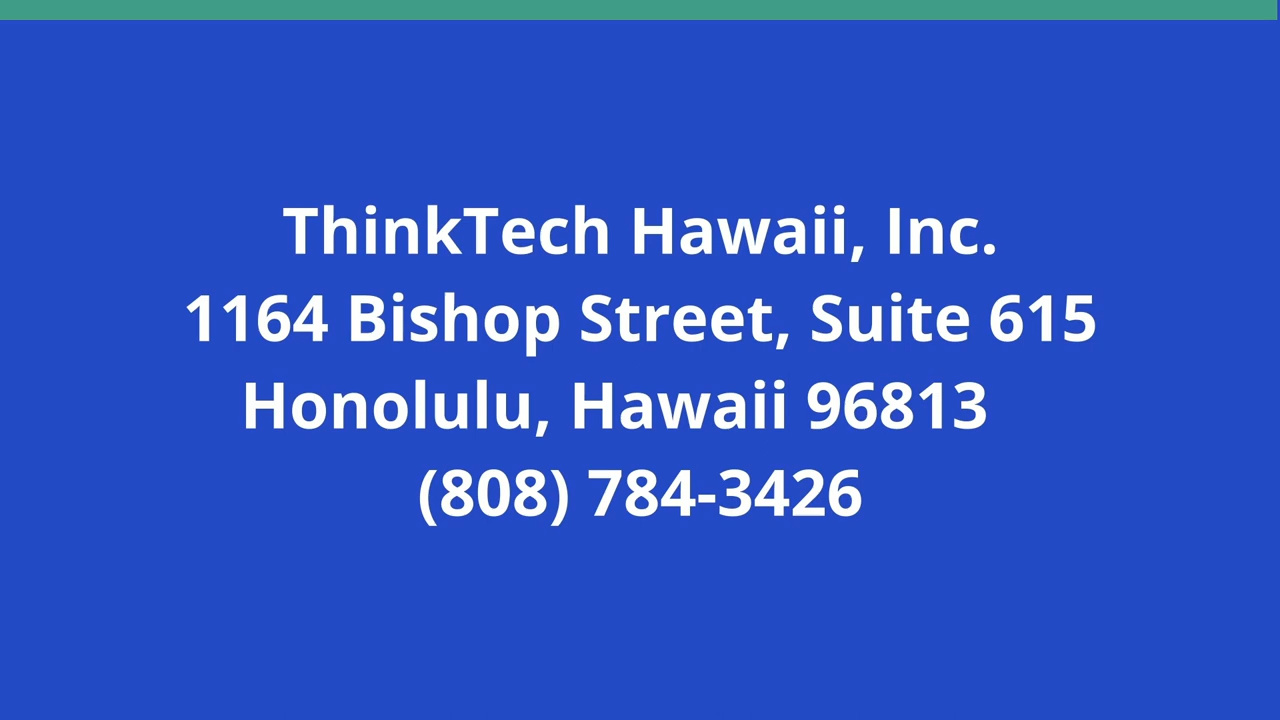 ThinkTech Hawaii, Inc.
1164 Bishop Street, Suite 615
Honolulu, Hawaii 96813
(808) 784-3426